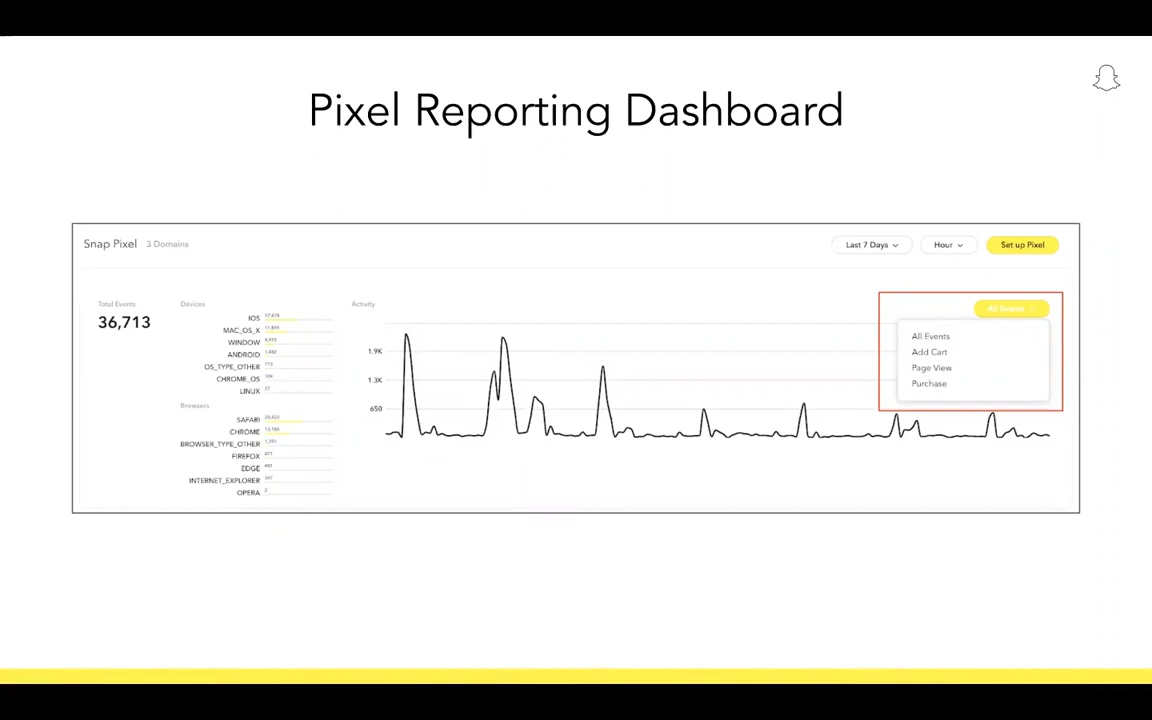 Pixel Reporting Dashboard
Snap Pixel 3 Domains
Last 7 Days
Hour
Set up Pixel
Total Events
36,713
Devices
IOS
MAC_OS_X
WINDOW
ANDROID
OS_TYPE_OTHER
CHROME_OS
LINUX
Browsers
SAFARI
CHROME
BROWSER_TYPE_OTHER
FIREFOX
EDGE
INTERNET_EXPLORER
OPERA
Activity
1.9K
1.3K
650
All Events
All Events
Add Cart
Page View
Purchase